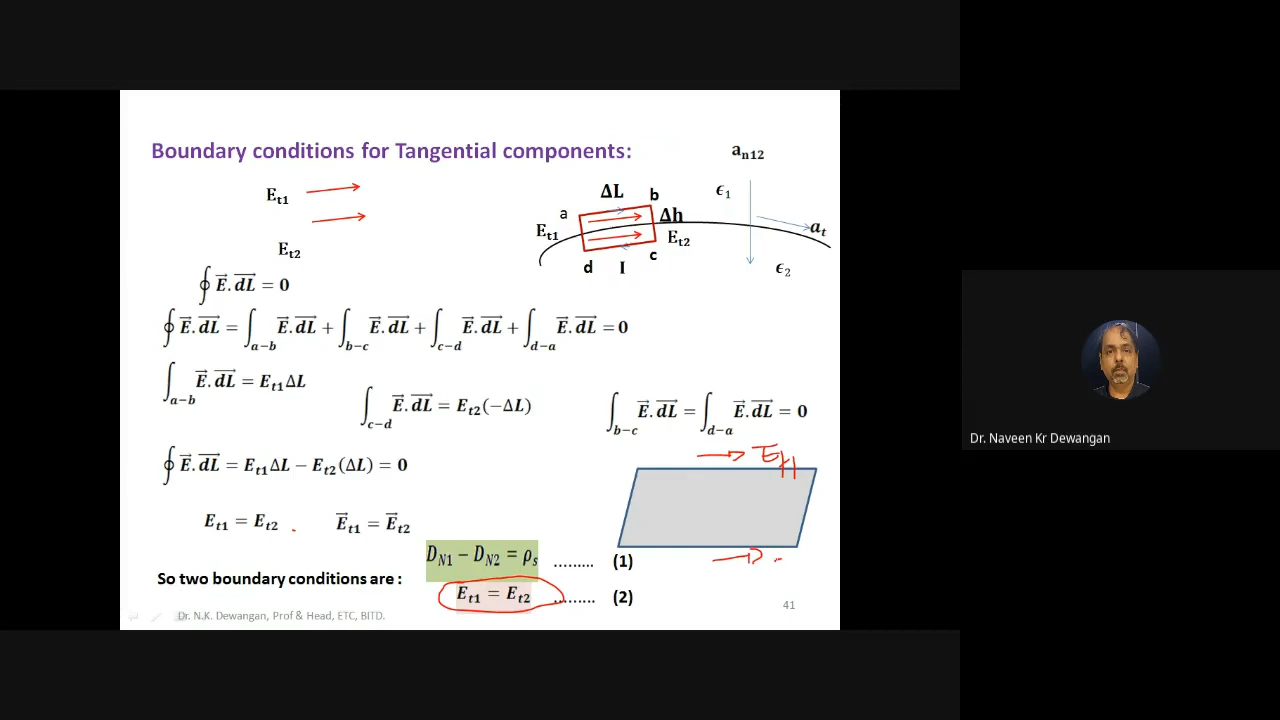 Boundary conditions for Tangential components:
a_n12
E_t1
ΔL
b
ϵ_1
a
Δh
E_t1
E_t2
a_t
E_t2
d
I
c
ϵ_2
∮ E⃗. dL⃗ = 0
∮ E⃗. dL⃗ = ∫_{a−b} E⃗. dL⃗ + ∫_{b−c} E⃗. dL⃗ + ∫_{c−d} E⃗. dL⃗ + ∫_{d−a} E⃗. dL⃗ = 0
∫_{a−b} E⃗. dL⃗ = E_t1 ΔL
∫_{c−d} E⃗. dL⃗ = E_t2(−ΔL)
∫_{b−c} E⃗. dL⃗ = ∫_{d−a} E⃗. dL⃗ = 0
Dr. Naveen Kr Dewangan
E_t1
∮ E⃗. dL⃗ = E_t1 ΔL − E_t2(ΔL) = 0
E_t1 = E_t2
E⃗_t1 = E⃗_t2
D_N1 − D_N2 = ρ_s ......... (1)
So two boundary conditions are :
E_t1 = E_t2 ......... (2)
Dr. N.K. Dewangan, Prof & Head, ETC, BITD.
41